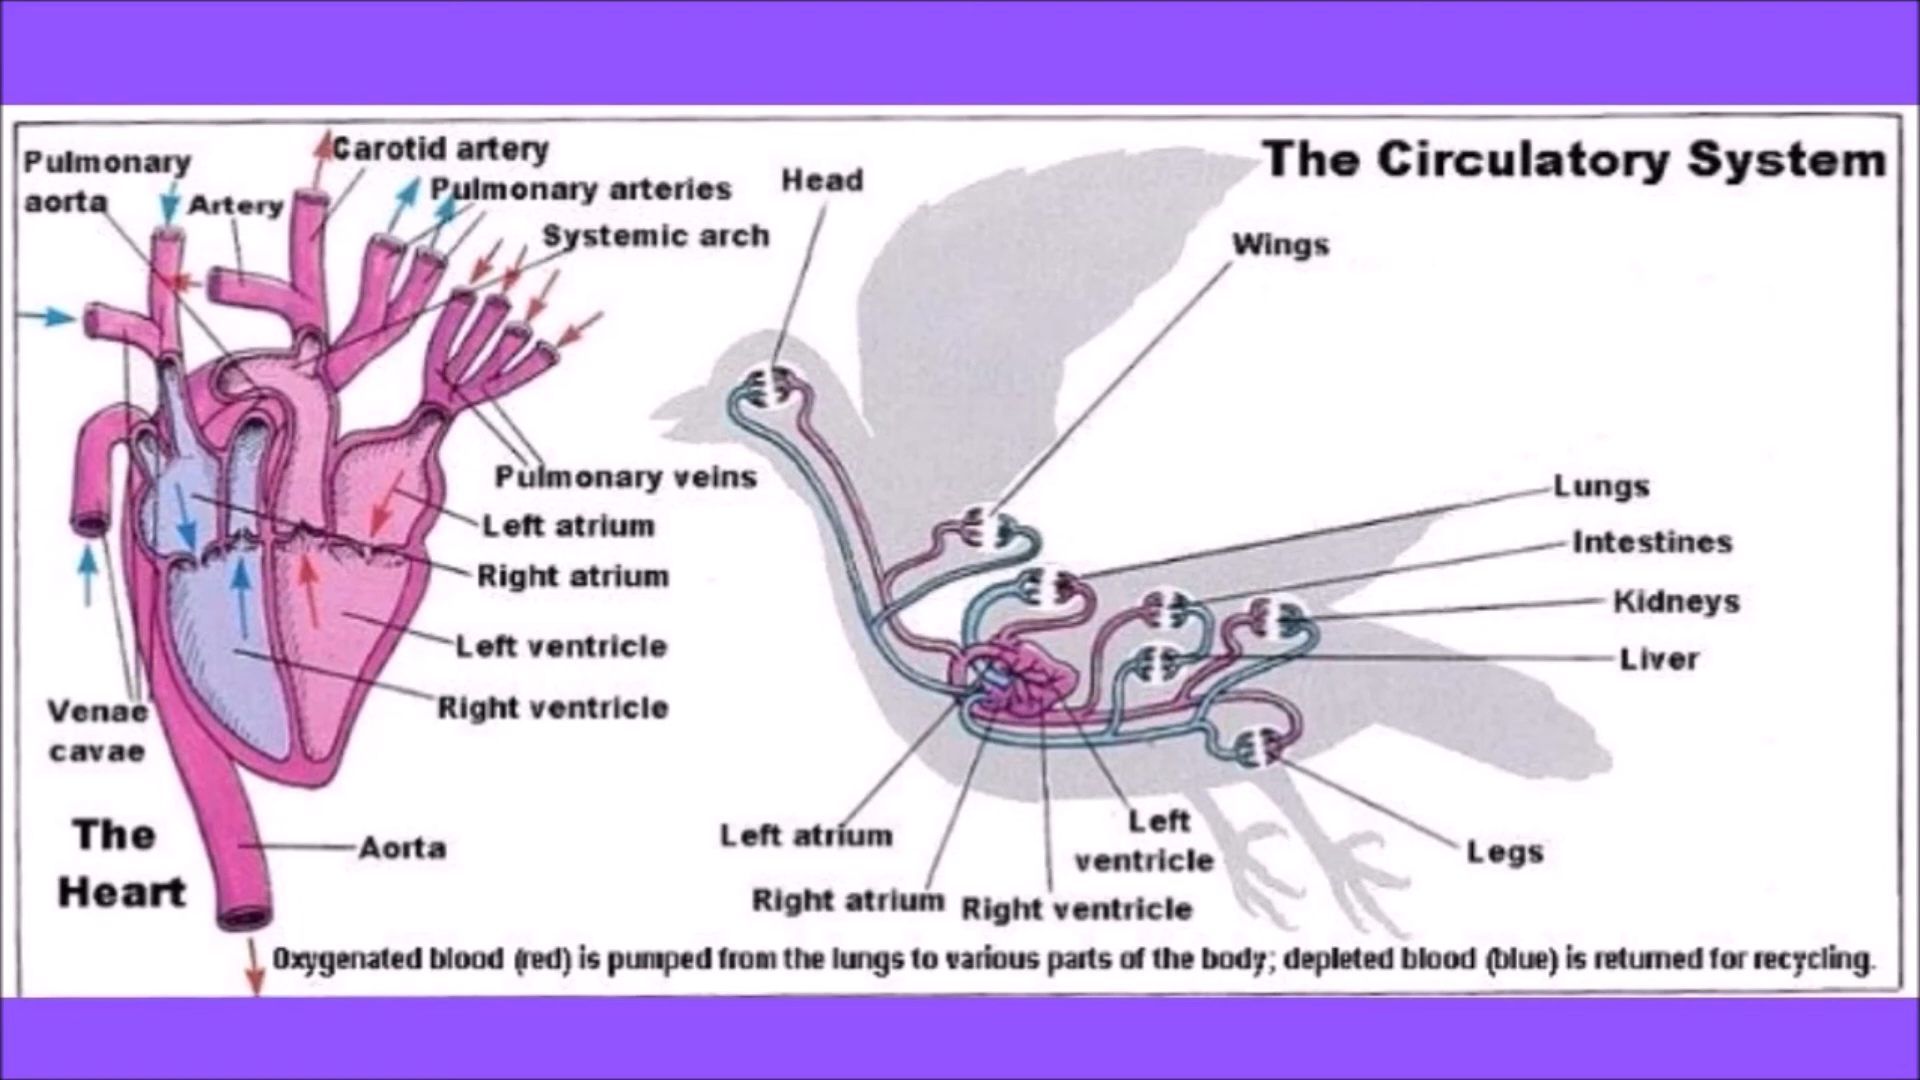 The Circulatory System
Pulmonary
aorta
Artery
Carotid artery
Pulmonary arteries
Systemic arch
Pulmonary veins
Left atrium
Right atrium
Left ventricle
Right ventricle
Venae
cavae
Aorta
The
Heart
Head
Wings
Lungs
Intestines
Kidneys
Liver
Legs
Left
ventricle
Left atrium
Right atrium
Right ventricle
Oxygenated blood (red) is pumped from the lungs to various parts of the body; depleted blood (blue) is returned for recycling.